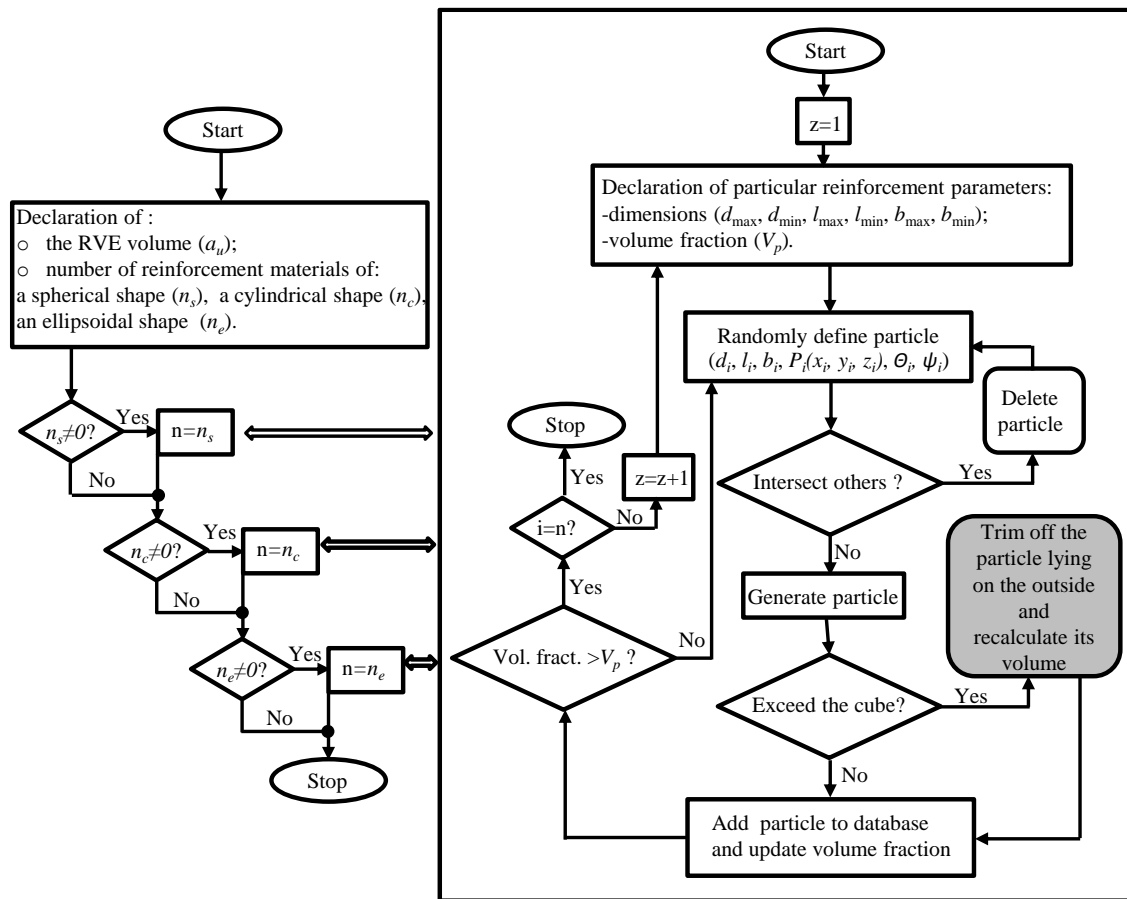 Start
Declaration of :
○ the RVE volume (a_u);
○ number of reinforcement materials of:
a spherical shape (n_s), a cylindrical shape (n_c),
an ellipsoidal shape (n_e).
n_s≠0?
Yes
n=n_s
No
n_c≠0?
Yes
n=n_c
No
n_e≠0?
Yes
n=n_e
No
Stop
Start
z=1
Declaration of particular reinforcement parameters:
-dimensions (d_max, d_min, l_max, l_min, b_max, b_min);
-volume fraction (V_p).
Randomly define particle
(d_i, l_i, b_i, P_i(x_i, y_i, z_i), Θ_i, ψ_i)
Delete
particle
Intersect others ?
Yes
No
Generate particle
Exceed the cube?
Yes
Trim off the
particle lying
on the outside
and
recalculate its
volume
No
Add particle to database
and update volume fraction
Vol. fract. >V_p ?
No
Yes
i=n?
No
z=z+1
Yes
Stop